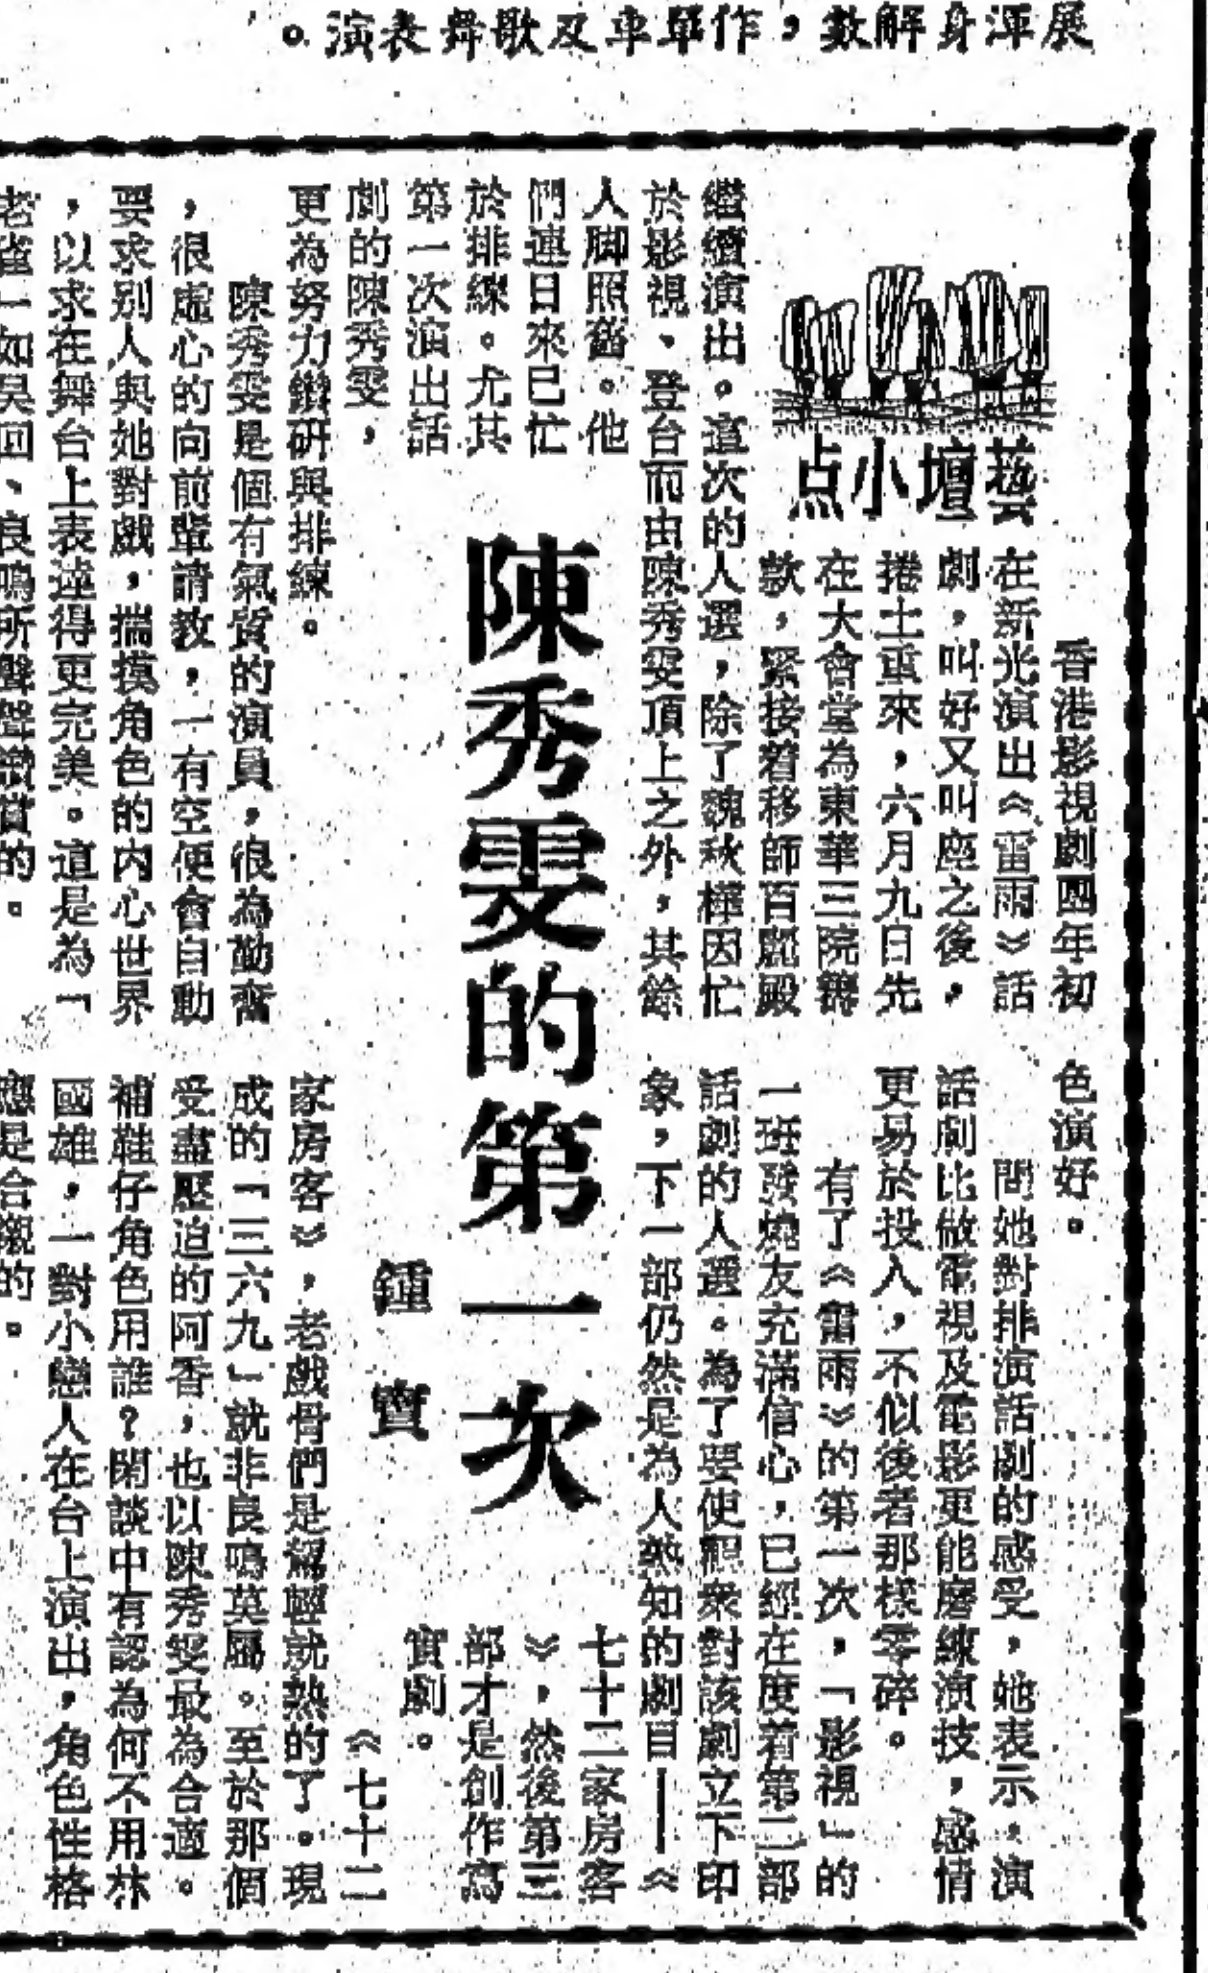 展渾身解數，作單車及歌舞表演。
藝壇小点
陳秀雯的第一次
鍾寶
香港影視劇團年初
在新光演出《雷雨》話
劇，叫好又叫座之後，
捲土重來，六月九日先
在大會堂為東華三院籌
款，緊接着移師百麗殿
繼續演出。這次的人選，除了魏秋樺因忙
於影視、登台而由陳秀雯頂上之外，其餘
人脚照舊。他
們連日來已忙
於排練。尤其
第一次演出話
劇的陳秀雯，
更為努力鑽研與排練。
陳秀雯是個有氣質的演員，很為勤奮
，很虛心的向前輩請教，一有空便會自動
要求别人與她對戲，揣摸角色的內心世界
，以求在舞台上表達得更完美。這是為「
老雀一如吳回、良鳴所聲聲讚賞的。
色演好。
問她對排演話劇的感受，她表示，演
話劇比做電視及電影更能磨練演技，感情
更易於投入，不似後者那樣零碎。
有了《雷雨》的第一次，「影視」的
一班發燒友充滿信心，已經在度着第二部
話劇的人選。為了要使觀衆對該劇立下印
象，下一部仍然是為人熟知的劇目——《
七十二家房客
》，然後第三
部才是創作寫
實劇。
《七十二
家房客》，老戲骨們是駕輕就熱的了。現
成的「三六九」就非良鳴莫屬。至於那個
受盡壓迫的阿香，也以陳秀雯最為合適。
補鞋仔角色用誰？閑談中有認為何不用林
國雄，一對小戀人在台上演出，角色性格
應是合襯的。